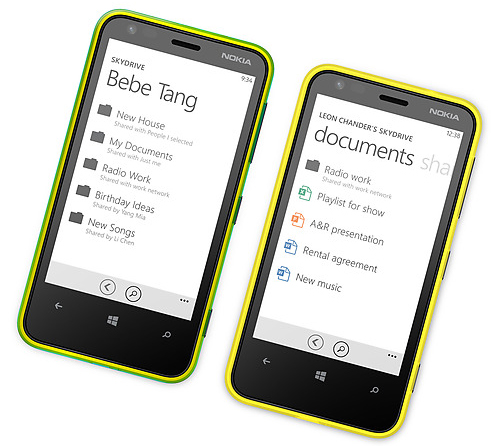 NOKIA
9:34
SKYDRIVE
Bebe Tang
New House
Shared with People I selected
My Documents
Shared with Just me
Radio Work
Shared with work network
Birthday Ideas
Shared by Yang Mia
New Songs
Shared by Li Chen
NOKIA
12:38
LEON CHANDER'S SKYDRIVE
documents sha
Radio work
Shared with work network
Playlist for show
A&R presentation
Rental agreement
New music